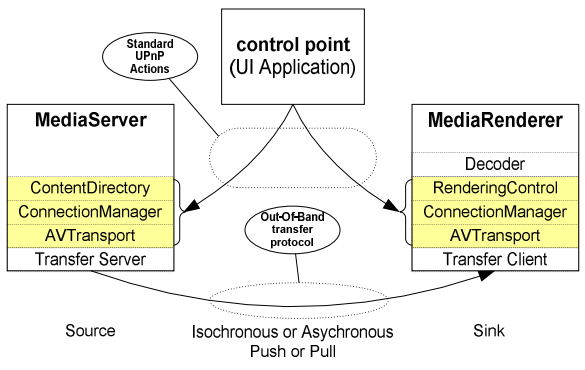 Standard
UPnP
Actions
control point
(UI Application)
MediaServer
ContentDirectory
ConnectionManager
AVTransport
Transfer Server
MediaRenderer
Decoder
RenderingControl
ConnectionManager
AVTransport
Transfer Client
Out-Of-Band
transfer
protocol
Source
Isochronous or Asychronous
Push or Pull
Sink